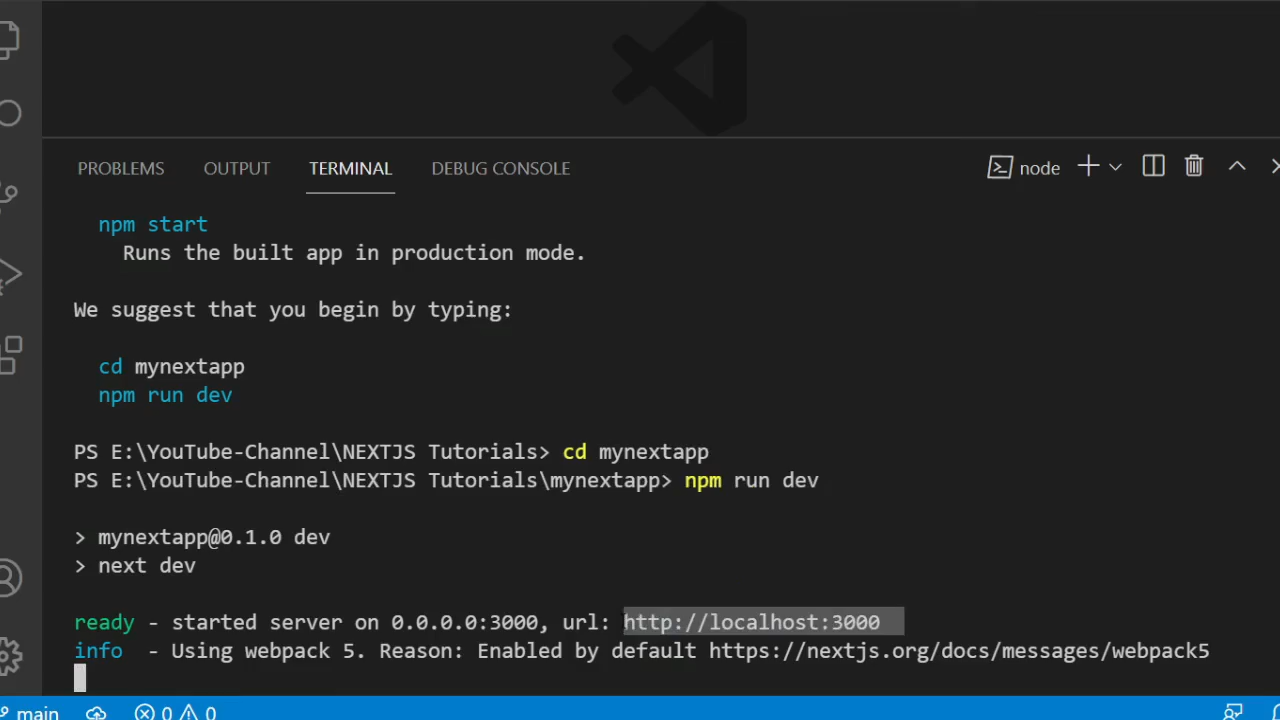 PROBLEMS OUTPUT TERMINAL DEBUG CONSOLE node
npm start
Runs the built app in production mode.
We suggest that you begin by typing:
cd mynextapp
npm run dev
PS E:\YouTube-Channel\NEXTJS Tutorials> cd mynextapp
PS E:\YouTube-Channel\NEXTJS Tutorials\mynextapp> npm run dev
> mynextapp@0.1.0 dev
> next dev
ready - started server on 0.0.0.0:3000, url: http://localhost:3000
info - Using webpack 5. Reason: Enabled by default https://nextjs.org/docs/messages/webpack5
main 0 0